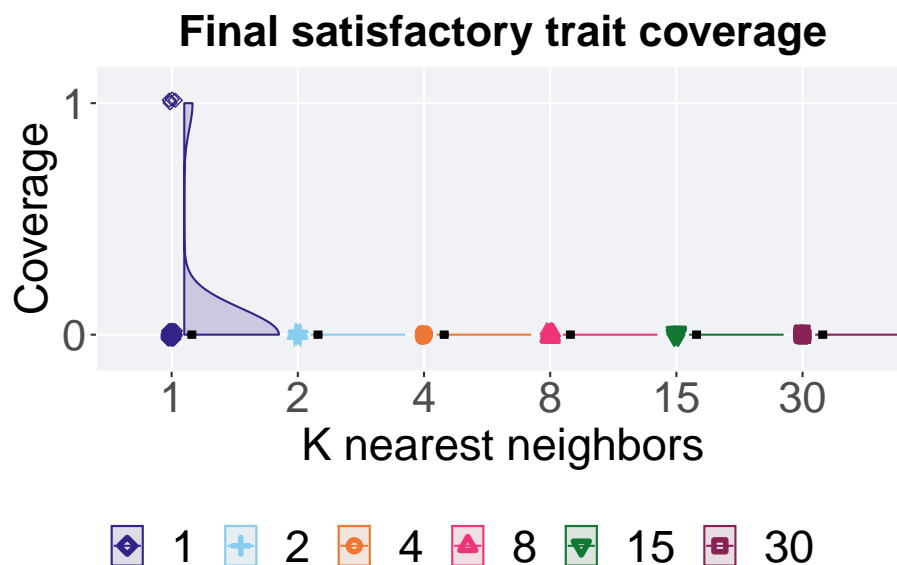 Final satisfactory trait coverage
Coverage
1
0
1 2 4 8 15 30
K nearest neighbors
1 2 4 8 15 30